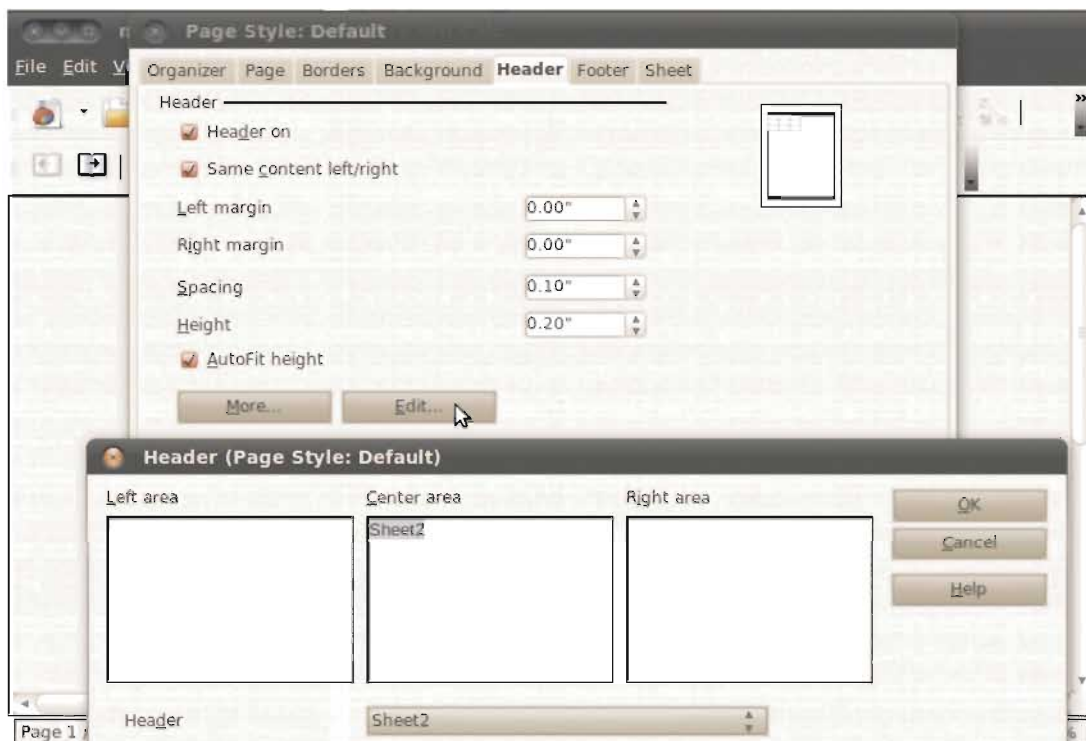 Page Style: Default
File Edit
Organizer Page Borders Background Header Footer Sheet
Header
Header on
Same content left/right
Left margin 0.00"
Right margin 0.00"
Spacing 0.10"
Height 0.20"
AutoFit height
More... Edit...
Header (Page Style: Default)
Left area Center area Right area
Sheet2
OK
Cancel
Help
Header Sheet2
Page 1